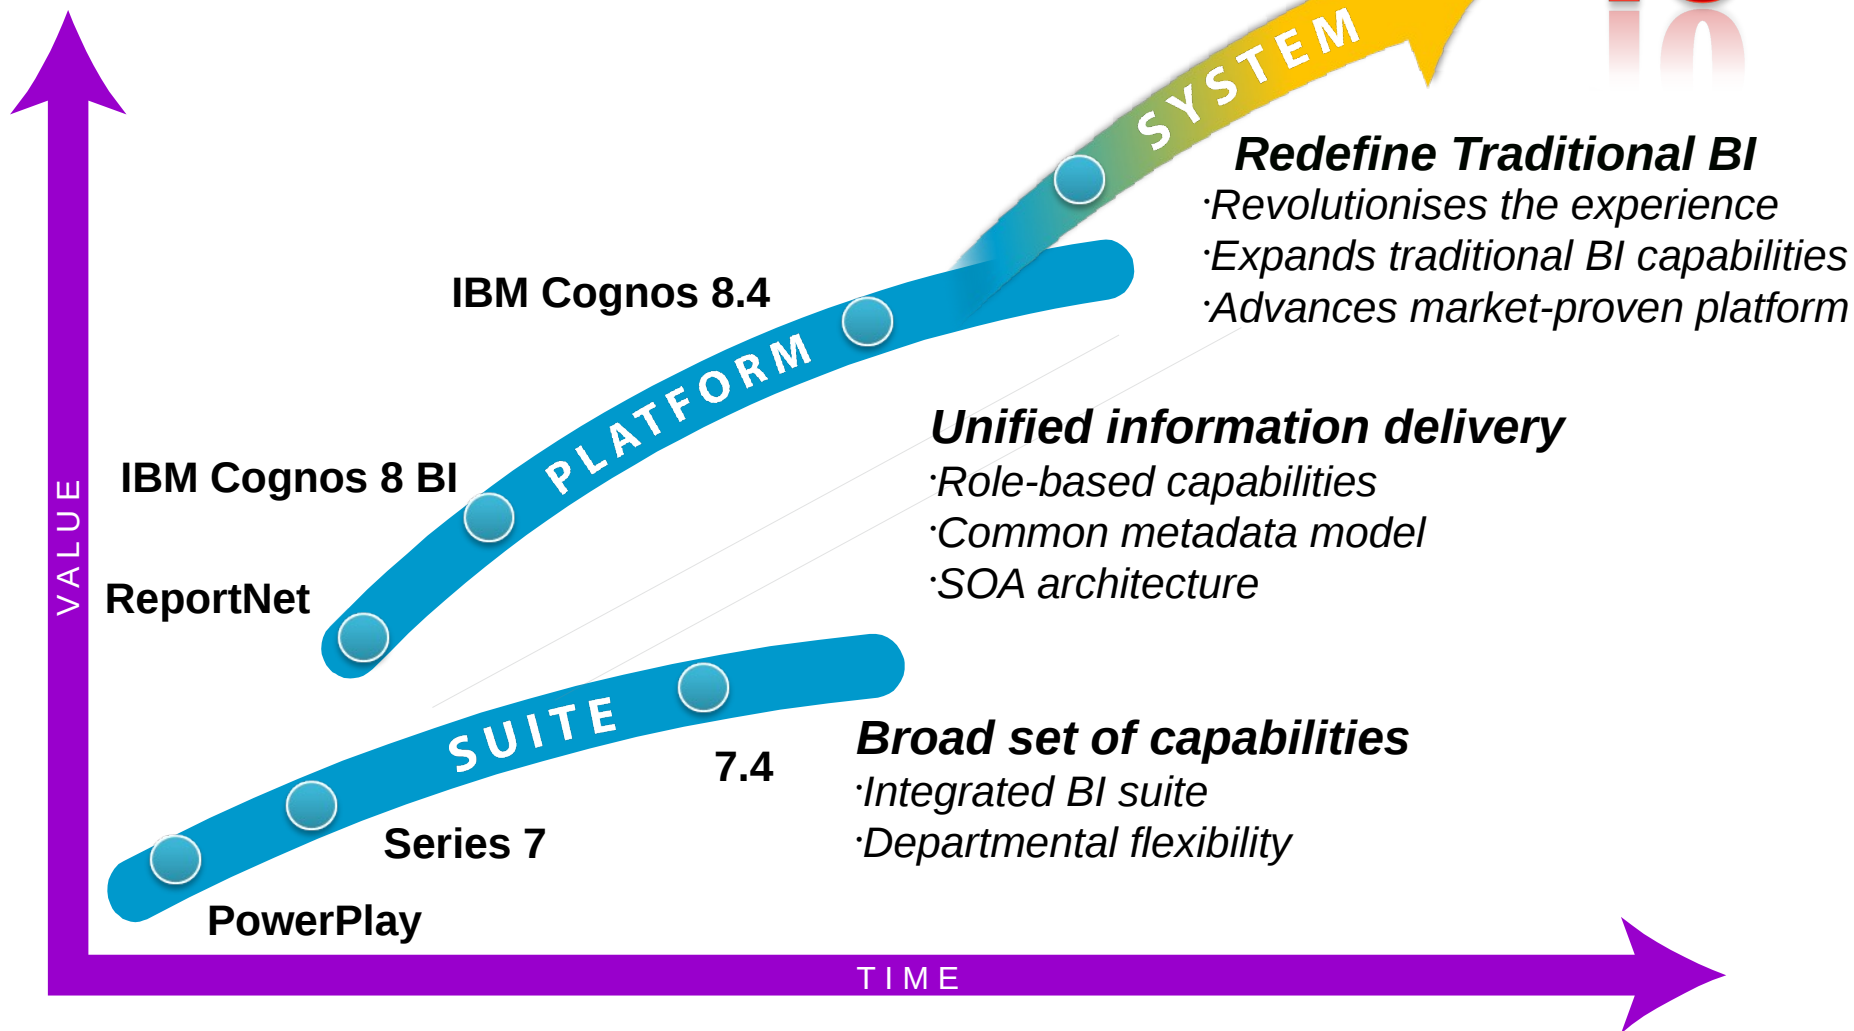 SYSTEM
Redefine Traditional BI
·Revolutionises the experience
·Expands traditional BI capabilities
·Advances market-proven platform
IBM Cognos 8.4
PLATFORM
Unified information delivery
·Role-based capabilities
·Common metadata model
·SOA architecture
IBM Cognos 8 BI
VALUE
ReportNet
SUITE
7.4
Broad set of capabilities
·Integrated BI suite
·Departmental flexibility
Series 7
PowerPlay
TIME